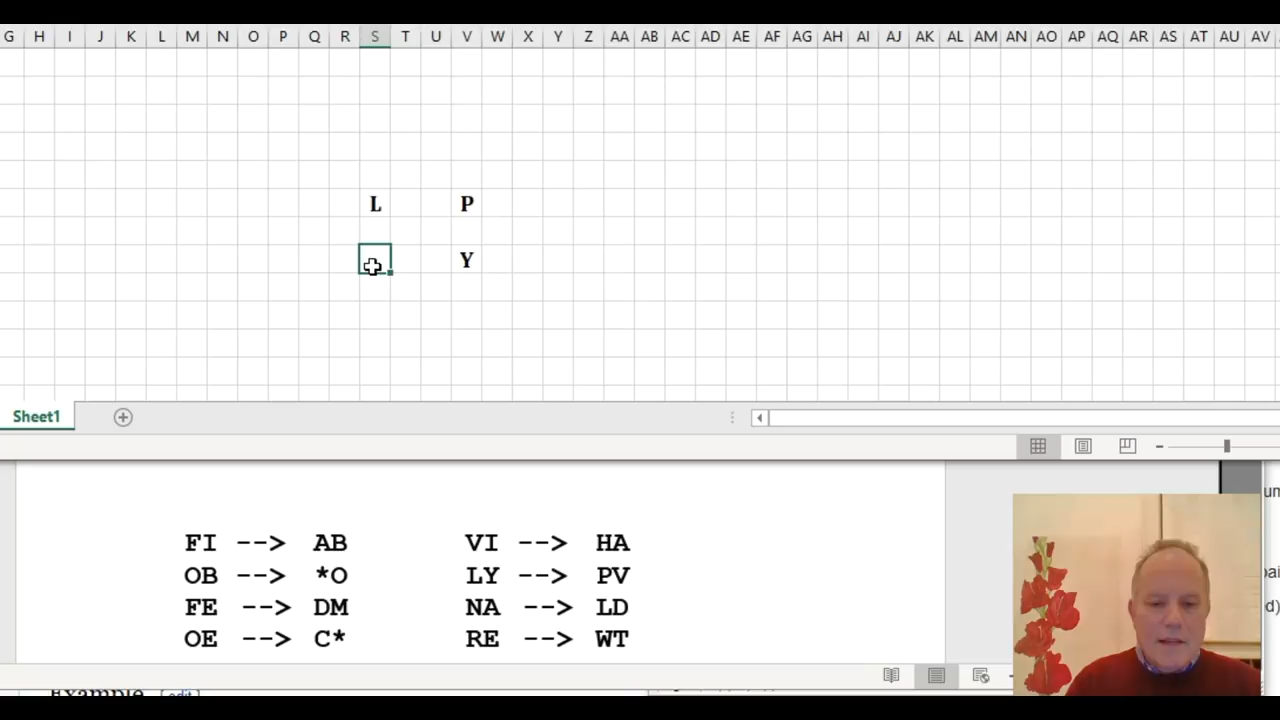 G H I J K L M N O P Q R S T U V W X Y Z AA AB AC AD AE AF AG AH AI AJ AK AL AM AN AO AP AQ AR AS AT AU AV
L P
Y
Sheet1
FI --> AB VI --> HA
OB --> *O LY --> PV
FE --> DM NA --> LD
OE --> C* RE --> WT